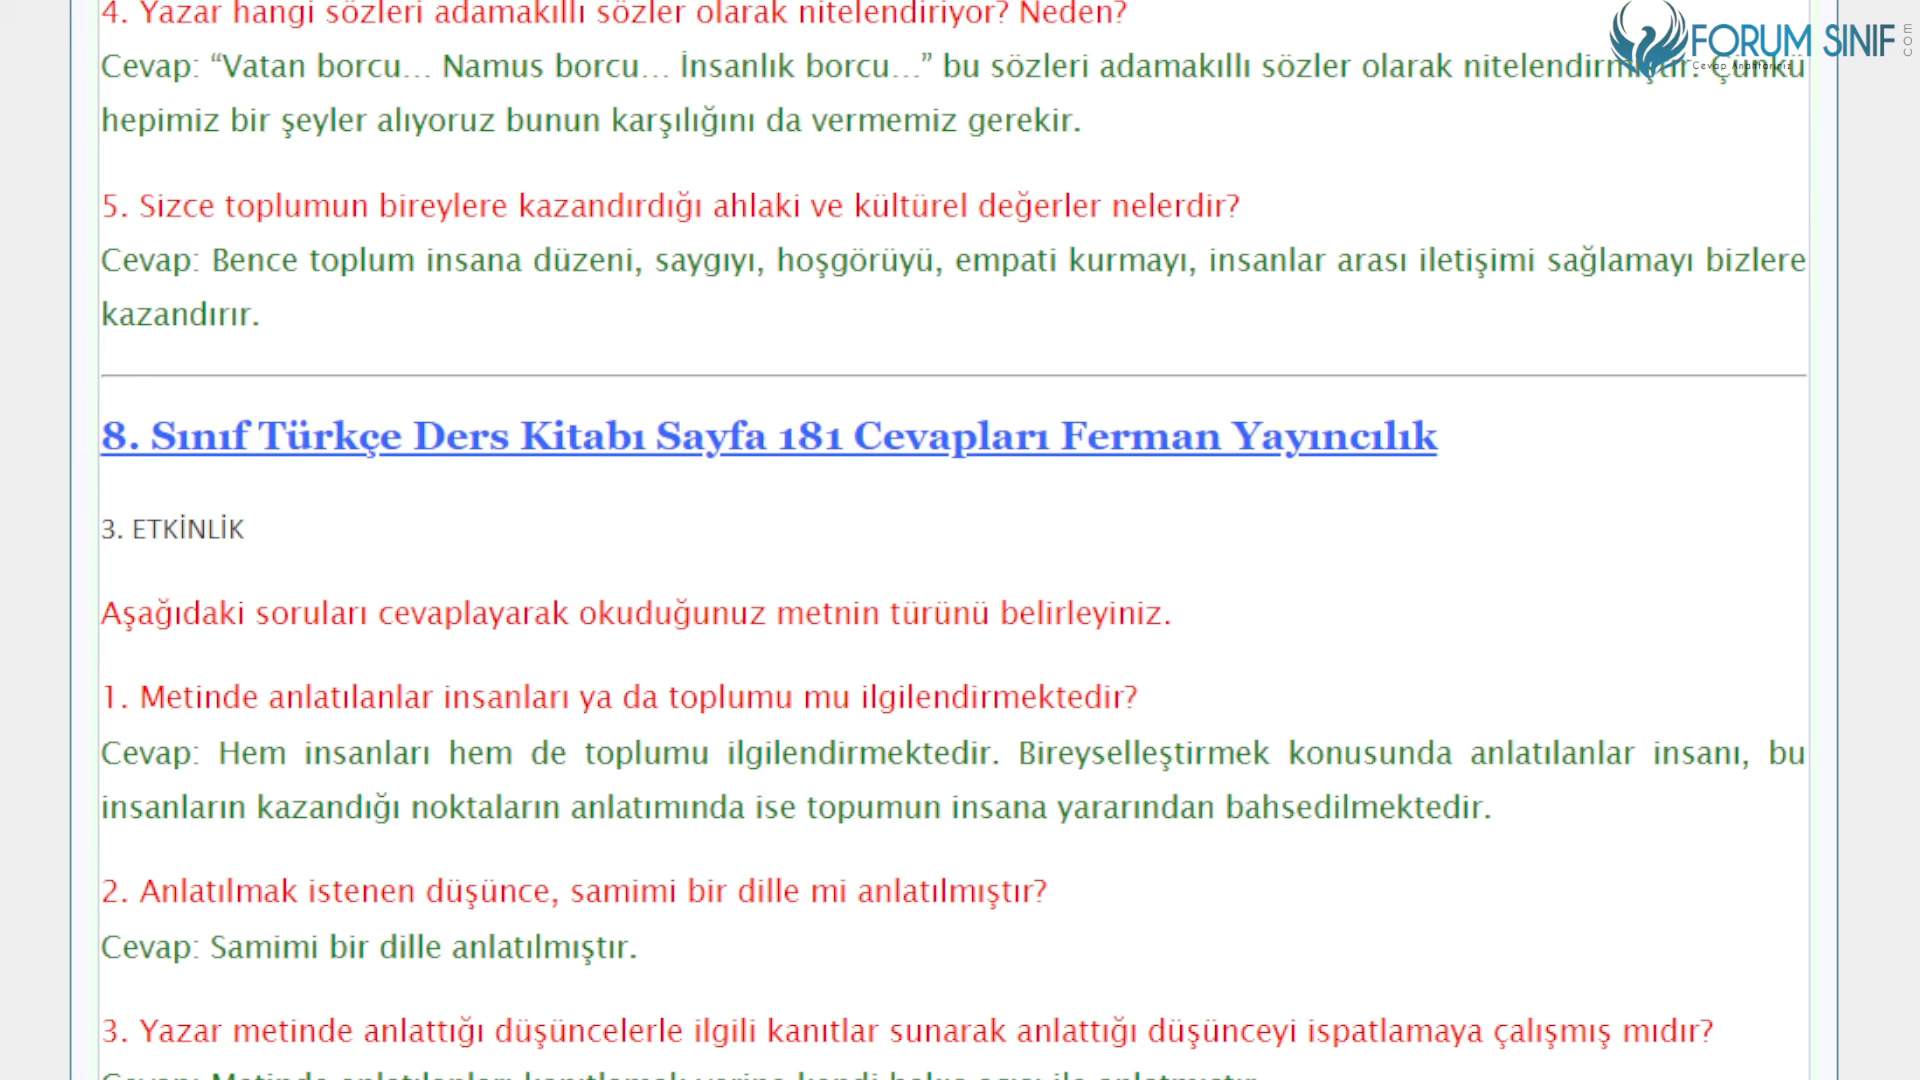 4. Yazar hangi sözleri adamakıllı sözler olarak nitelendiriyor? Neden?
FORUM SINIF
com
Cevap Anahtarınız
Cevap: “Vatan borcu… Namus borcu… İnsanlık borcu…” bu sözleri adamakıllı sözler olarak nitelendirmiştir. Çünkü
hepimiz bir şeyler alıyoruz bunun karşılığını da vermemiz gerekir.
5. Sizce toplumun bireylere kazandırdığı ahlaki ve kültürel değerler nelerdir?
Cevap: Bence toplum insana düzeni, saygıyı, hoşgörüyü, empati kurmayı, insanlar arası iletişimi sağlamayı bizlere
kazandırır.
8. Sınıf Türkçe Ders Kitabı Sayfa 181 Cevapları Ferman Yayıncılık
3. ETKİNLİK
Aşağıdaki soruları cevaplayarak okuduğunuz metnin türünü belirleyiniz.
1. Metinde anlatılanlar insanları ya da toplumu mu ilgilendirmektedir?
Cevap: Hem insanları hem de toplumu ilgilendirmektedir. Bireyselleştirmek konusunda anlatılanlar insanı, bu
insanların kazandığı noktaların anlatımında ise topumun insana yararından bahsedilmektedir.
2. Anlatılmak istenen düşünce, samimi bir dille mi anlatılmıştır?
Cevap: Samimi bir dille anlatılmıştır.
3. Yazar metinde anlattığı düşüncelerle ilgili kanıtlar sunarak anlattığı düşünceyi ispatlamaya çalışmış mıdır?